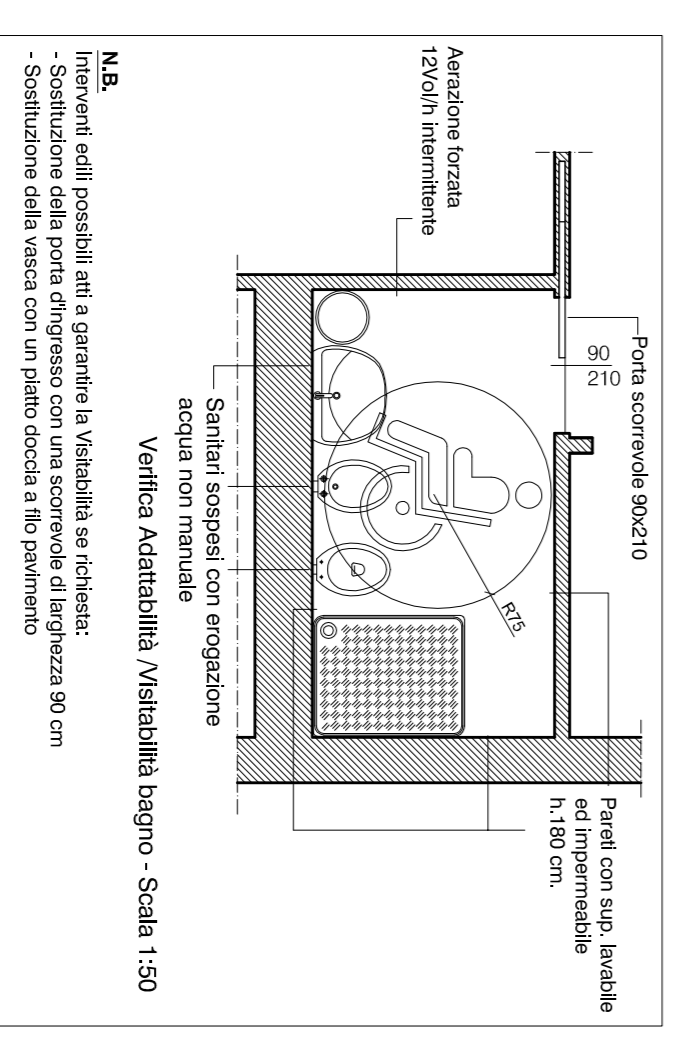 Porta scorrevole 90x210
90
210
Aerazione forzata
12Vol/h intermittente
R75
Pareti con sup. lavabile
ed impermeabile
h.180 cm.
Sanitari sospesi con erogazione
acqua non manuale
Verifica Adattabilità /Visitabilità bagno - Scala 1:50
N.B.
Interventi edili possibili atti a garantire la Visitabilità se richiesta:
- Sostituzione della porta d'ingresso con una scorrevole di larghezza 90 cm
- Sostituzione della vasca con un piatto doccia a filo pavimento